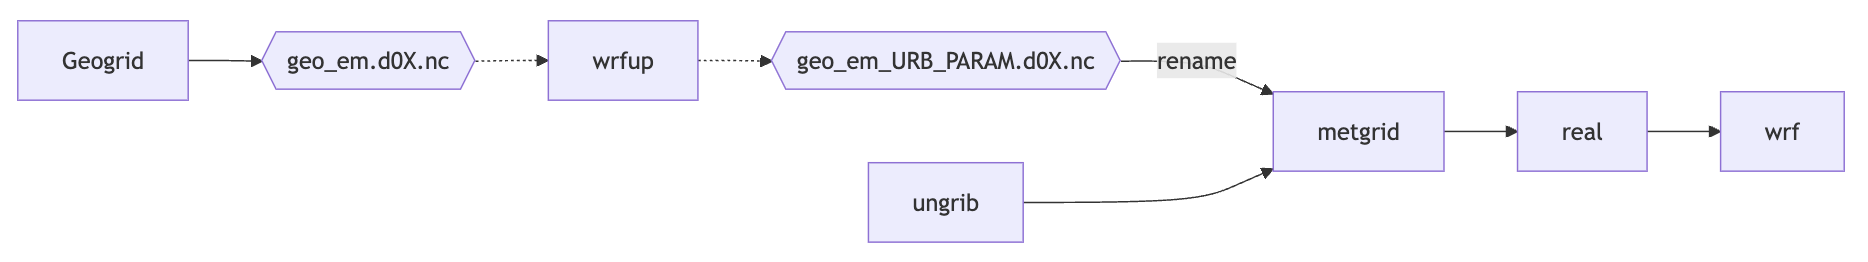 Geogrid
geo_em.d0X.nc
wrfup
geo_em_URB_PARAM.d0X.nc
rename
metgrid
real
wrf
ungrib